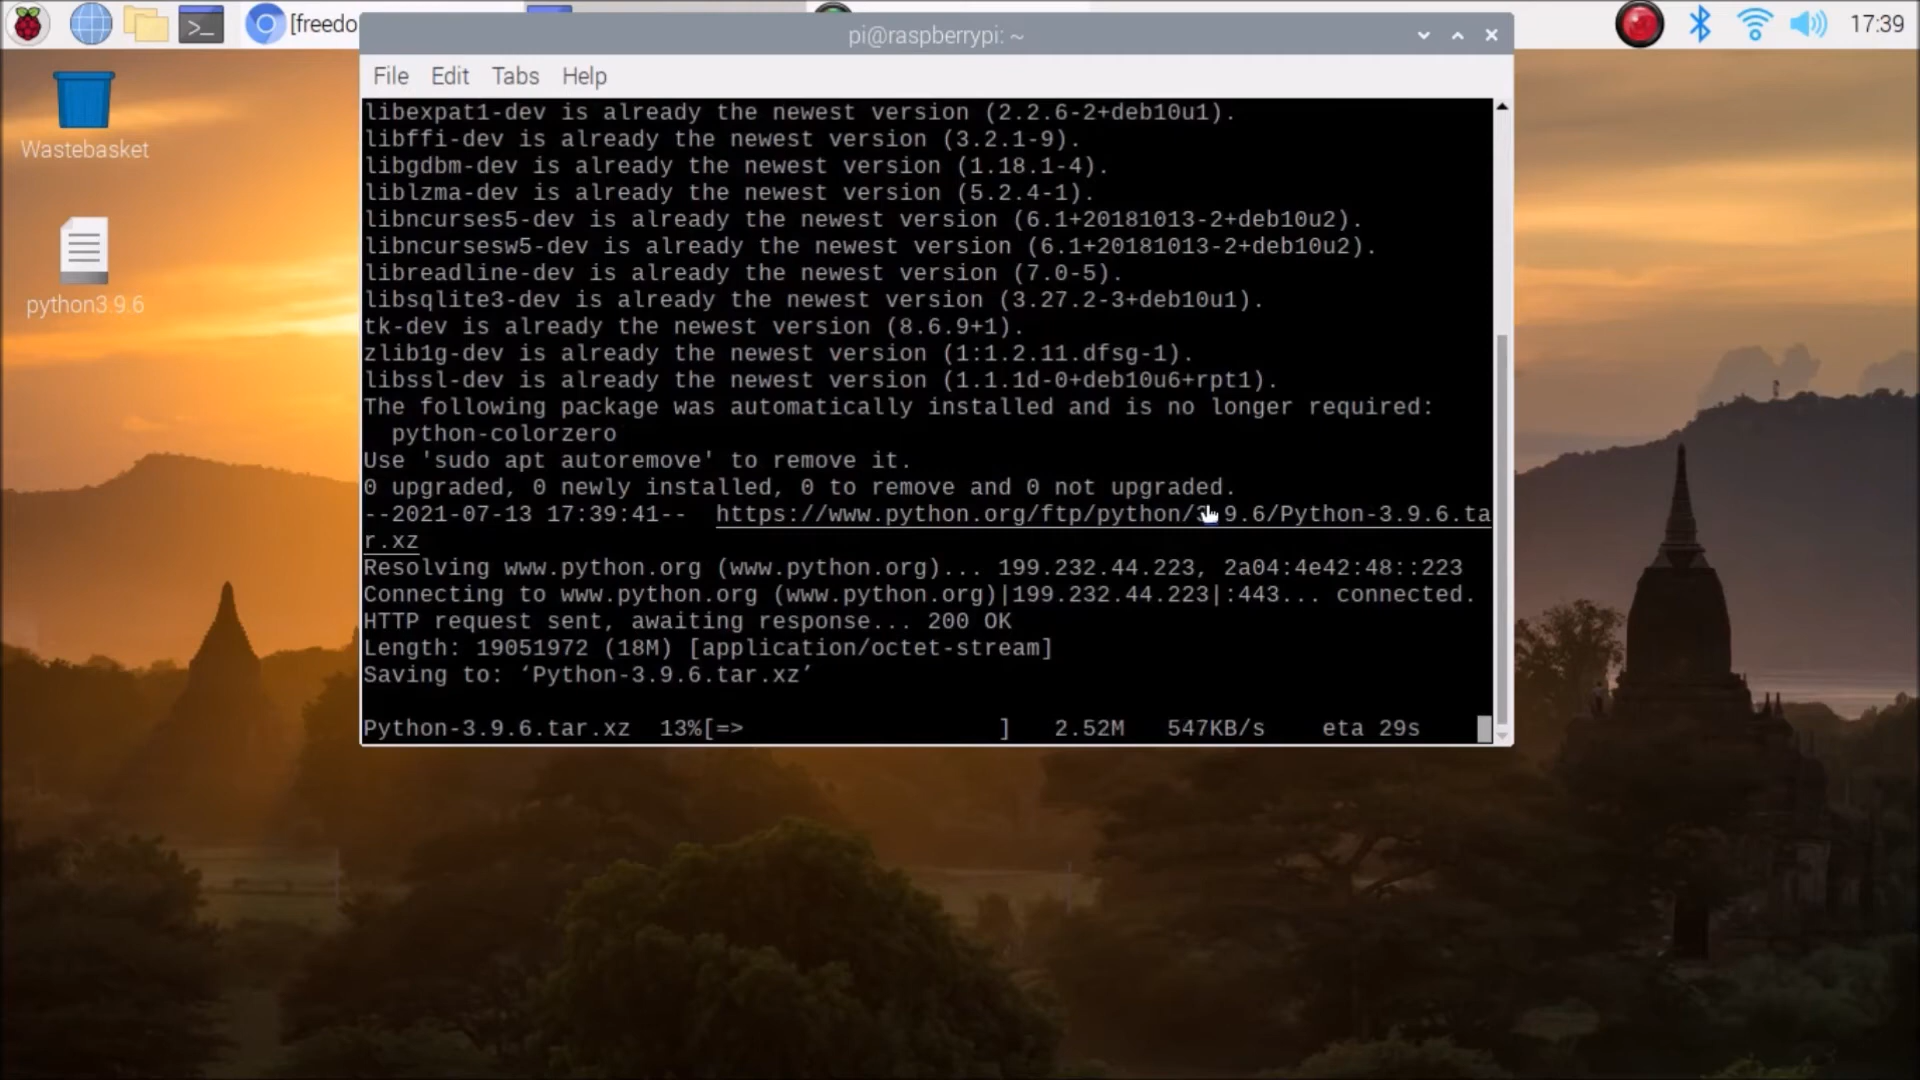 [freedo
17:39
pi@raspberrypi: ~
File Edit Tabs Help
Wastebasket
python3.9.6
libexpat1-dev is already the newest version (2.2.6-2+deb10u1).
libffi-dev is already the newest version (3.2.1-9).
libgdbm-dev is already the newest version (1.18.1-4).
liblzma-dev is already the newest version (5.2.4-1).
libncurses5-dev is already the newest version (6.1+20181013-2+deb10u2).
libncursesw5-dev is already the newest version (6.1+20181013-2+deb10u2).
libreadline-dev is already the newest version (7.0-5).
libsqlite3-dev is already the newest version (3.27.2-3+deb10u1).
tk-dev is already the newest version (8.6.9+1).
zlib1g-dev is already the newest version (1:1.2.11.dfsg-1).
libssl-dev is already the newest version (1.1.1d-0+deb10u6+rpt1).
The following package was automatically installed and is no longer required:
python-colorzero
Use 'sudo apt autoremove' to remove it.
0 upgraded, 0 newly installed, 0 to remove and 0 not upgraded.
--2021-07-13 17:39:41-- https://www.python.org/ftp/python/3.9.6/Python-3.9.6.ta
r.xz
Resolving www.python.org (www.python.org)... 199.232.44.223, 2a04:4e42:48::223
Connecting to www.python.org (www.python.org)|199.232.44.223|:443... connected.
HTTP request sent, awaiting response... 200 OK
Length: 19051972 (18M) [application/octet-stream]
Saving to: ‘Python-3.9.6.tar.xz’
Python-3.9.6.tar.xz 13%[=> ] 2.52M 547KB/s eta 29s